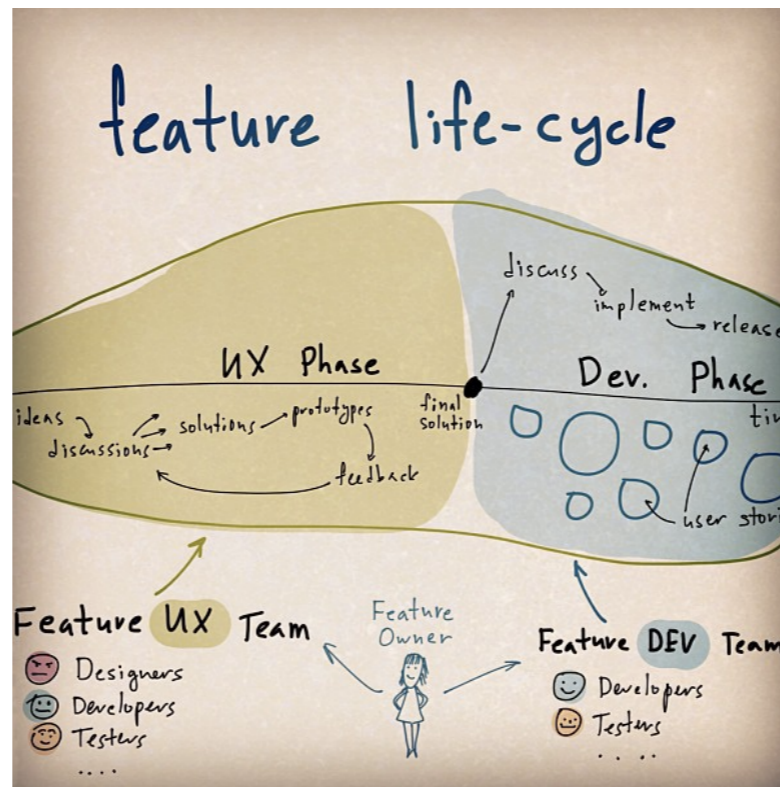 feature life-cycle
discuss
implement
release
UX Phase
Dev. Phase
ideas
discussions
solutions
prototypes
feedback
final
solution
user
Feature UX Team
Designers
Developers
Testers
....
Feature
Owner
Feature DEV Team
Developers
Testers
....